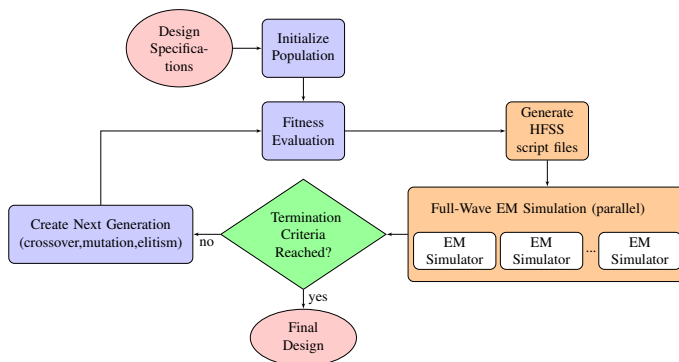 Design
Specifica-
tions
Initialize
Population
Fitness
Evaluation
Generate
HFSS
script files
Full-Wave EM Simulation (parallel)
EM
Simulator
EM
Simulator
...
EM
Simulator
Termination
Criteria
Reached?
no
Create Next Generation
(crossover,mutation,elitism)
yes
Final
Design